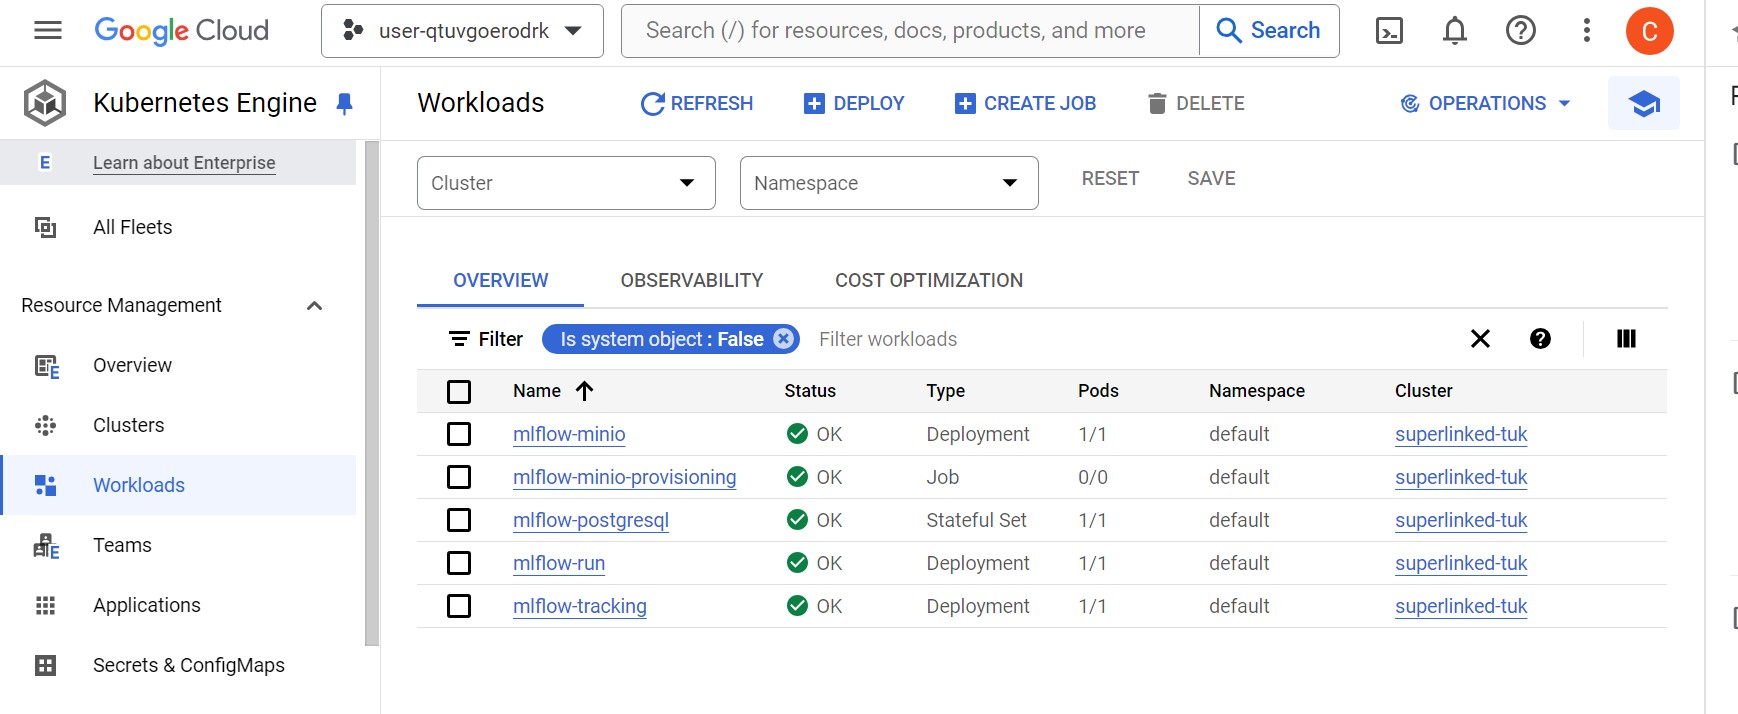 Google Cloud
user-qtuvgoerodrk
Search (/) for resources, docs, products, and more
Search
C
Kubernetes Engine
Workloads
REFRESH
DEPLOY
CREATE JOB
DELETE
OPERATIONS
E
Learn about Enterprise
All Fleets
Resource Management
E
Overview
Clusters
Workloads
E
Teams
Applications
Secrets & ConfigMaps
Cluster
Namespace
RESET
SAVE
OVERVIEW
OBSERVABILITY
COST OPTIMIZATION
Filter
Is system object : False
Filter workloads
Name Status Type Pods Namespace Cluster
mlflow-minio OK Deployment 1/1 default superlinked-tuk
mlflow-minio-provisioning OK Job 0/0 default superlinked-tuk
mlflow-postgresql OK Stateful Set 1/1 default superlinked-tuk
mlflow-run OK Deployment 1/1 default superlinked-tuk
mlflow-tracking OK Deployment 1/1 default superlinked-tuk